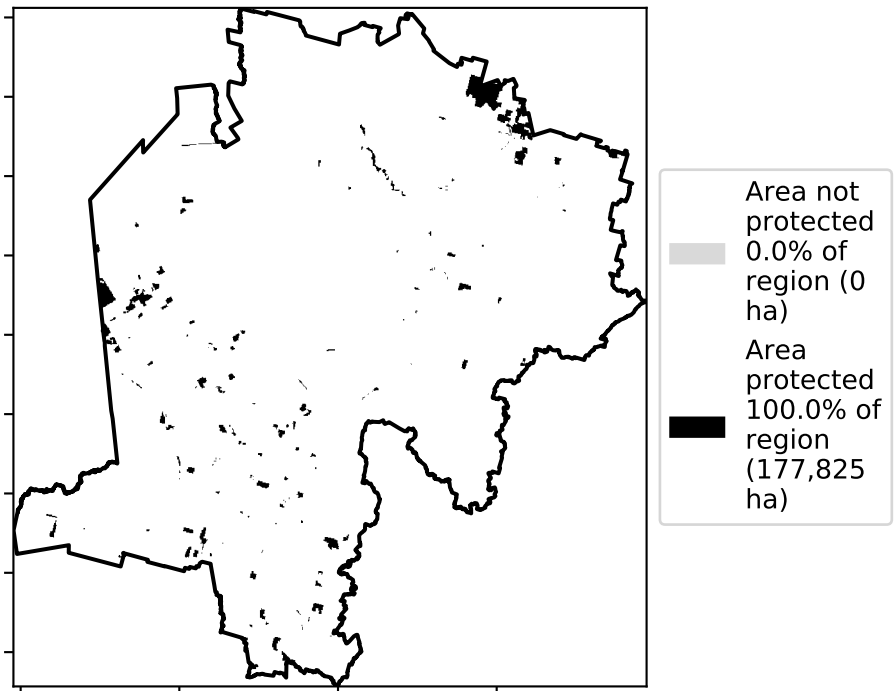 Area not
protected
0.0% of
region (0
ha)
Area
protected
100.0% of
region
(177,825
ha)